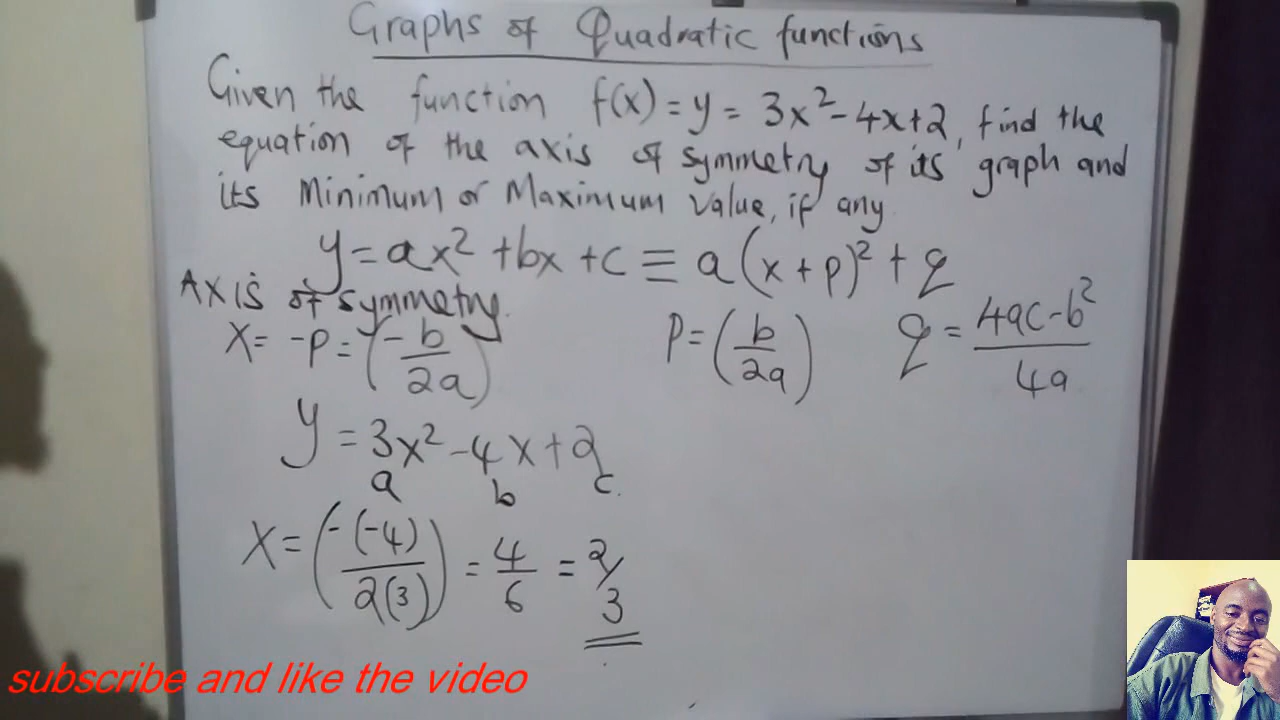 Graphs of Quadratic functions
Given the function f(x) = y = 3x² - 4x + 2, find the
equation of the axis of symmetry of its graph and
its Minimum or Maximum value, if any
y = ax² + bx + c ≡ a(x + p)² + q
Axis of symmetry.
x = -p = (-b/2a)
p = (b/2a)
q = 4ac - b²/4a
y = 3x² - 4x + 2
a b c.
x = (-(-4)/2(3)) = 4/6 = 2/3
subscribe and like the video